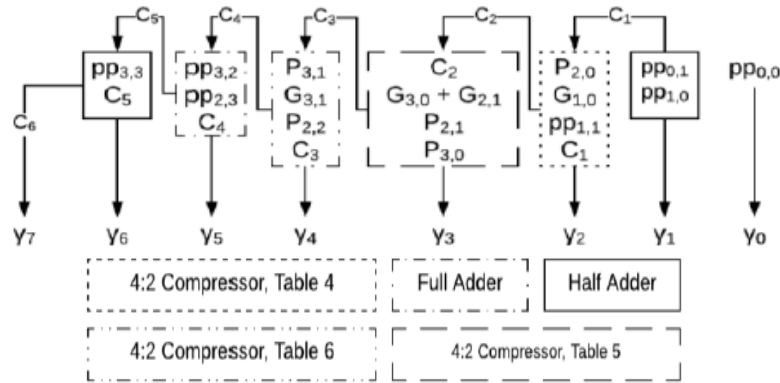 C₅ C₄ C₃ C₂ C₁
pp₃,₃ pp₃,₂ P₃,₁ C₂ P₂,₀ pp₀,₁ pp₀,₀
C₅ pp₂,₃ G₃,₁ G₃,₀ + G₂,₁ G₁,₀ pp₁,₀
C₆ C₄ P₂,₂ P₂,₁ pp₁,₁
C₃ P₃,₀ C₁
y₇ y₆ y₅ y₄ y₃ y₂ y₁ y₀
4:2 Compressor, Table 4 Full Adder Half Adder
4:2 Compressor, Table 6 4:2 Compressor, Table 5